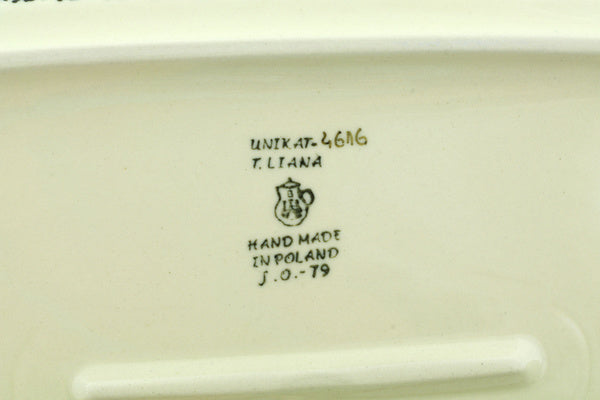 UNIKAT-4616
T. LIANA
HAND MADE
IN POLAND
J.O.-79